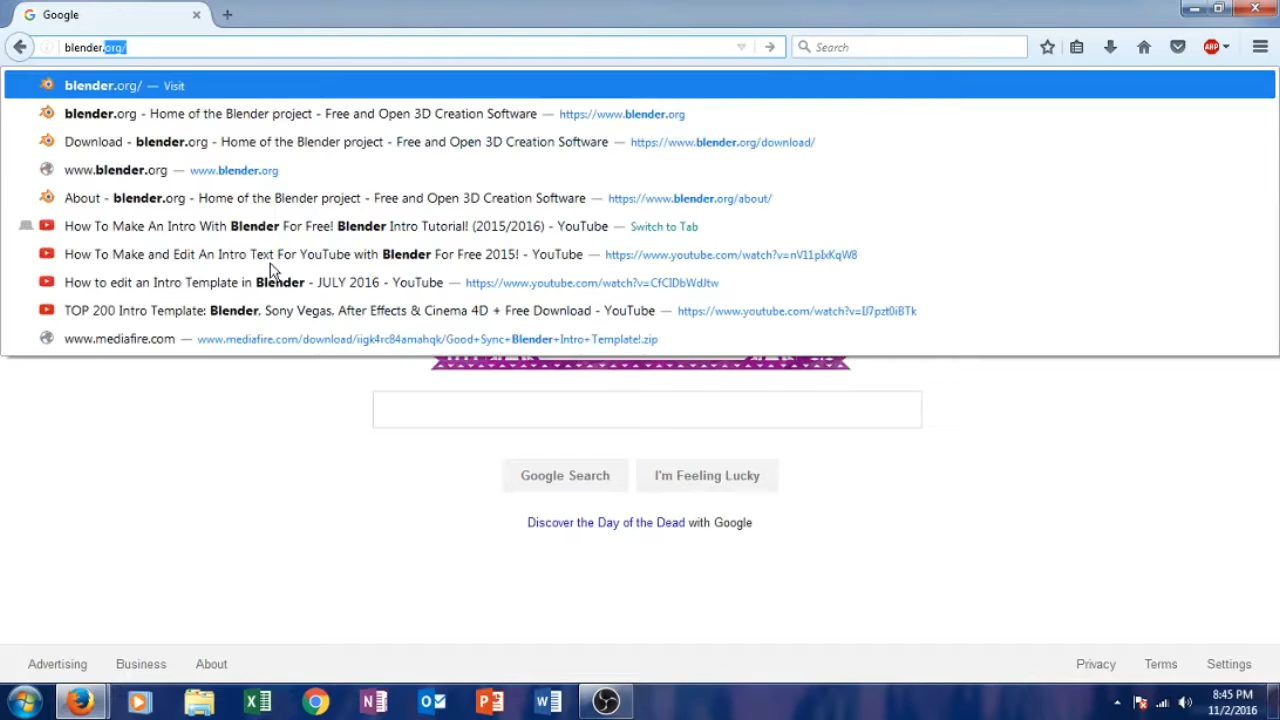 Google
blender.org/
Search
ABP
blender.org/ — Visit
blender.org - Home of the Blender project - Free and Open 3D Creation Software — https://www.blender.org
Download - blender.org - Home of the Blender project - Free and Open 3D Creation Software — https://www.blender.org/download/
www.blender.org — www.blender.org
About - blender.org - Home of the Blender project - Free and Open 3D Creation Software — https://www.blender.org/about/
How To Make An Intro With Blender For Free! Blender Intro Tutorial! (2015/2016) - YouTube — Switch to Tab
How To Make and Edit An Intro Text For YouTube with Blender For Free 2015! - YouTube — https://www.youtube.com/watch?v=nV11pIxKqW8
How to edit an Intro Template in Blender - JULY 2016 - YouTube — https://www.youtube.com/watch?v=CfCIDbWdJtw
TOP 200 Intro Template: Blender, Sony Vegas, After Effects & Cinema 4D + Free Download - YouTube — https://www.youtube.com/watch?v=IJ7pzt0iBTk
www.mediafire.com — www.mediafire.com/download/iigk4rc84amahqk/Good+Sync+Blender+Intro+Template!.zip
Google Search
I'm Feeling Lucky
Discover the Day of the Dead with Google
Advertising Business About Privacy Terms Settings
8:45 PM
11/2/2016